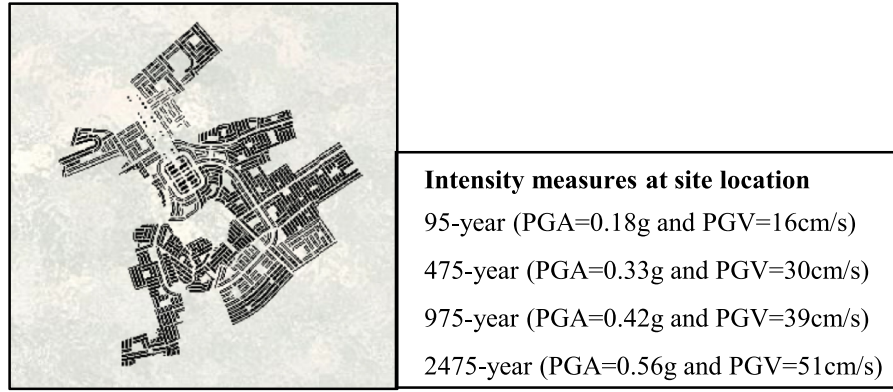 Intensity measures at site location
95-year (PGA=0.18g and PGV=16cm/s)
475-year (PGA=0.33g and PGV=30cm/s)
975-year (PGA=0.42g and PGV=39cm/s)
2475-year (PGA=0.56g and PGV=51cm/s)